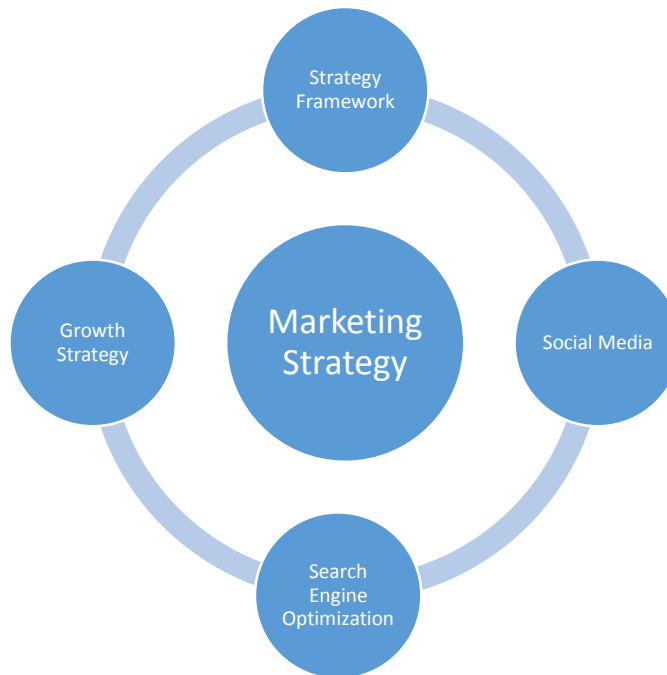 Strategy
Framework
Growth
Strategy
Marketing
Strategy
Social Media
Search
Engine
Optimization